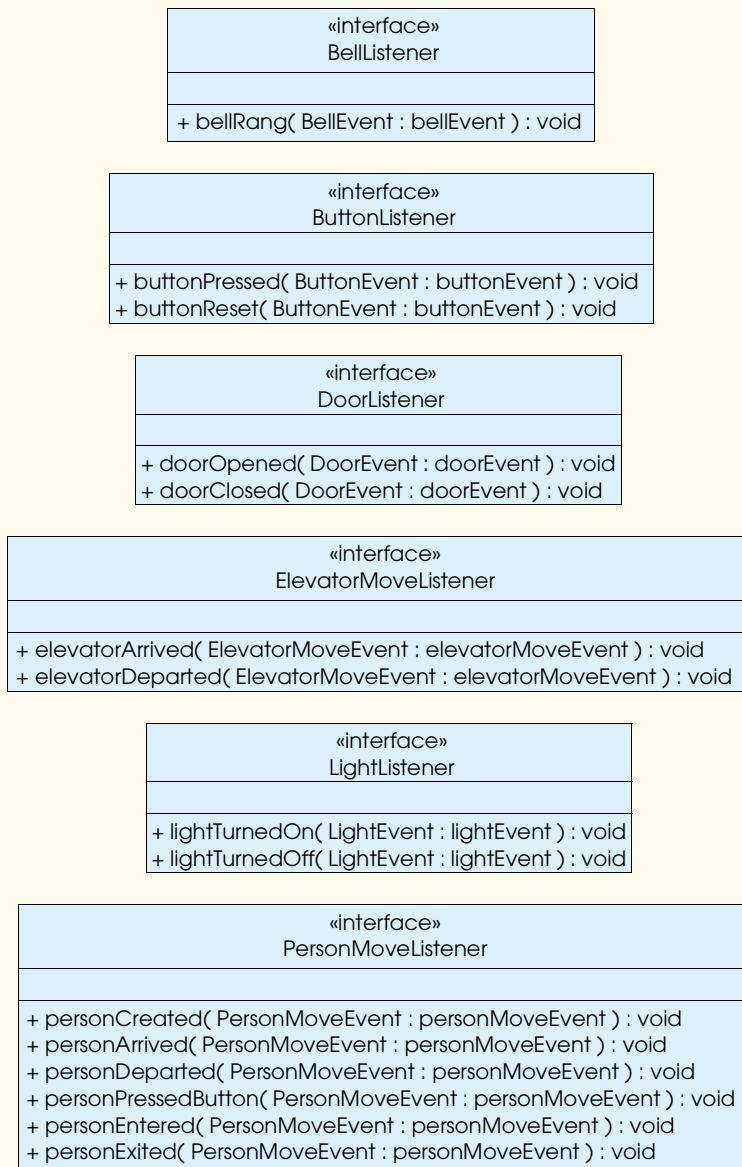 «interface»
BellListener
+ bellRang( BellEvent : bellEvent ) : void
«interface»
ButtonListener
+ buttonPressed( ButtonEvent : buttonEvent ) : void
+ buttonReset( ButtonEvent : buttonEvent ) : void
«interface»
DoorListener
+ doorOpened( DoorEvent : doorEvent ) : void
+ doorClosed( DoorEvent : doorEvent ) : void
«interface»
ElevatorMoveListener
+ elevatorArrived( ElevatorMoveEvent : elevatorMoveEvent ) : void
+ elevatorDeparted( ElevatorMoveEvent : elevatorMoveEvent ) : void
«interface»
LightListener
+ lightTurnedOn( LightEvent : lightEvent ) : void
+ lightTurnedOff( LightEvent : lightEvent ) : void
«interface»
PersonMoveListener
+ personCreated( PersonMoveEvent : personMoveEvent ) : void
+ personArrived( PersonMoveEvent : personMoveEvent ) : void
+ personDeparted( PersonMoveEvent : personMoveEvent ) : void
+ personPressedButton( PersonMoveEvent : personMoveEvent ) : void
+ personEntered( PersonMoveEvent : personMoveEvent ) : void
+ personExited( PersonMoveEvent : personMoveEvent ) : void